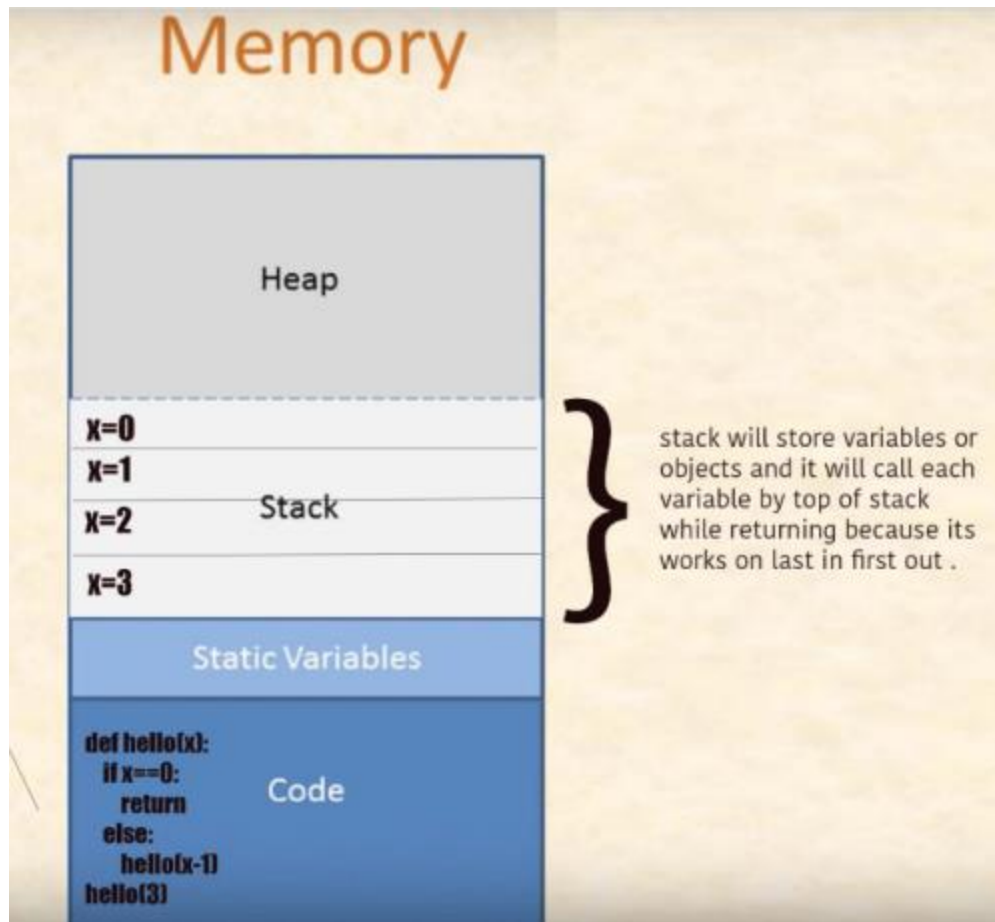 Memory
Heap
x=0
x=1
x=2
Stack
x=3
stack will store variables or
objects and it will call each
variable by top of stack
while returning because its
works on last in first out .
Static Variables
Code
def hello(x):
if x==0:
return
else:
hello(x-1)
hello(3)